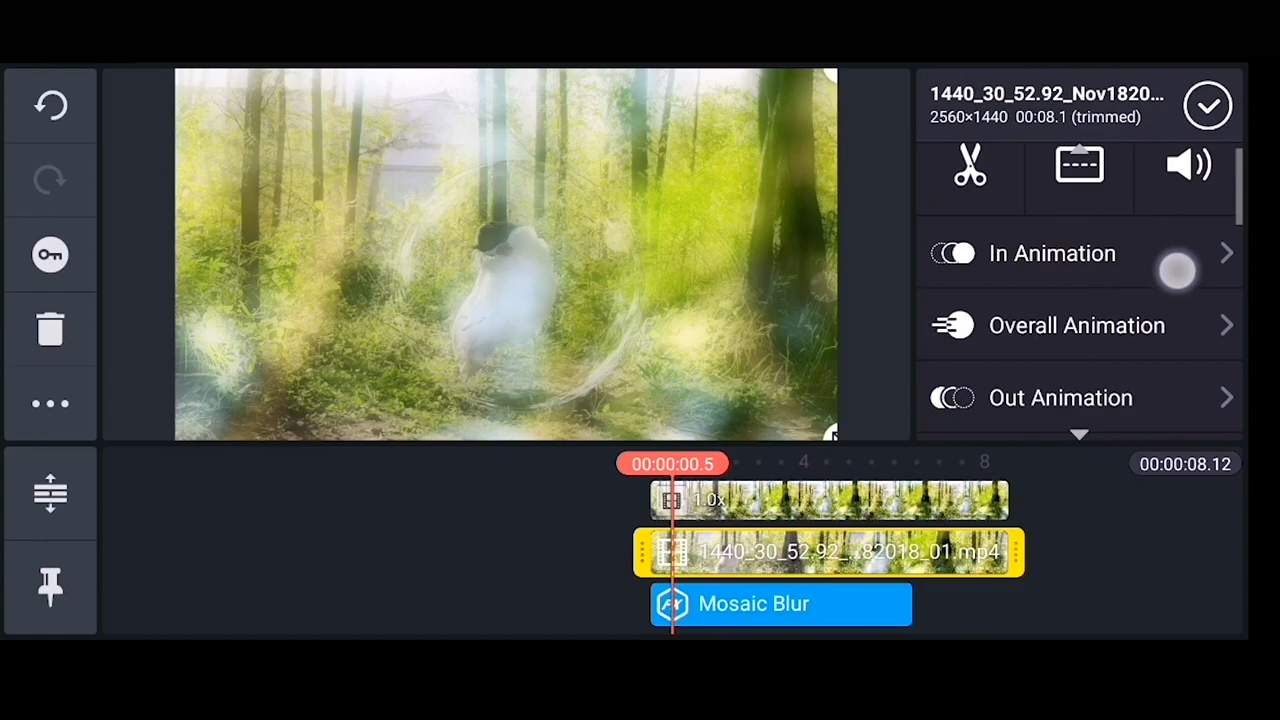 1440_30_52.92_Nov1820...
2560×1440 00:08.1 (trimmed)
In Animation
Overall Animation
Out Animation
00:00:00.5
4
8
00:00:08.12
1.0x
1440_30_52.92_...82018_01.mp4
FX
Mosaic Blur